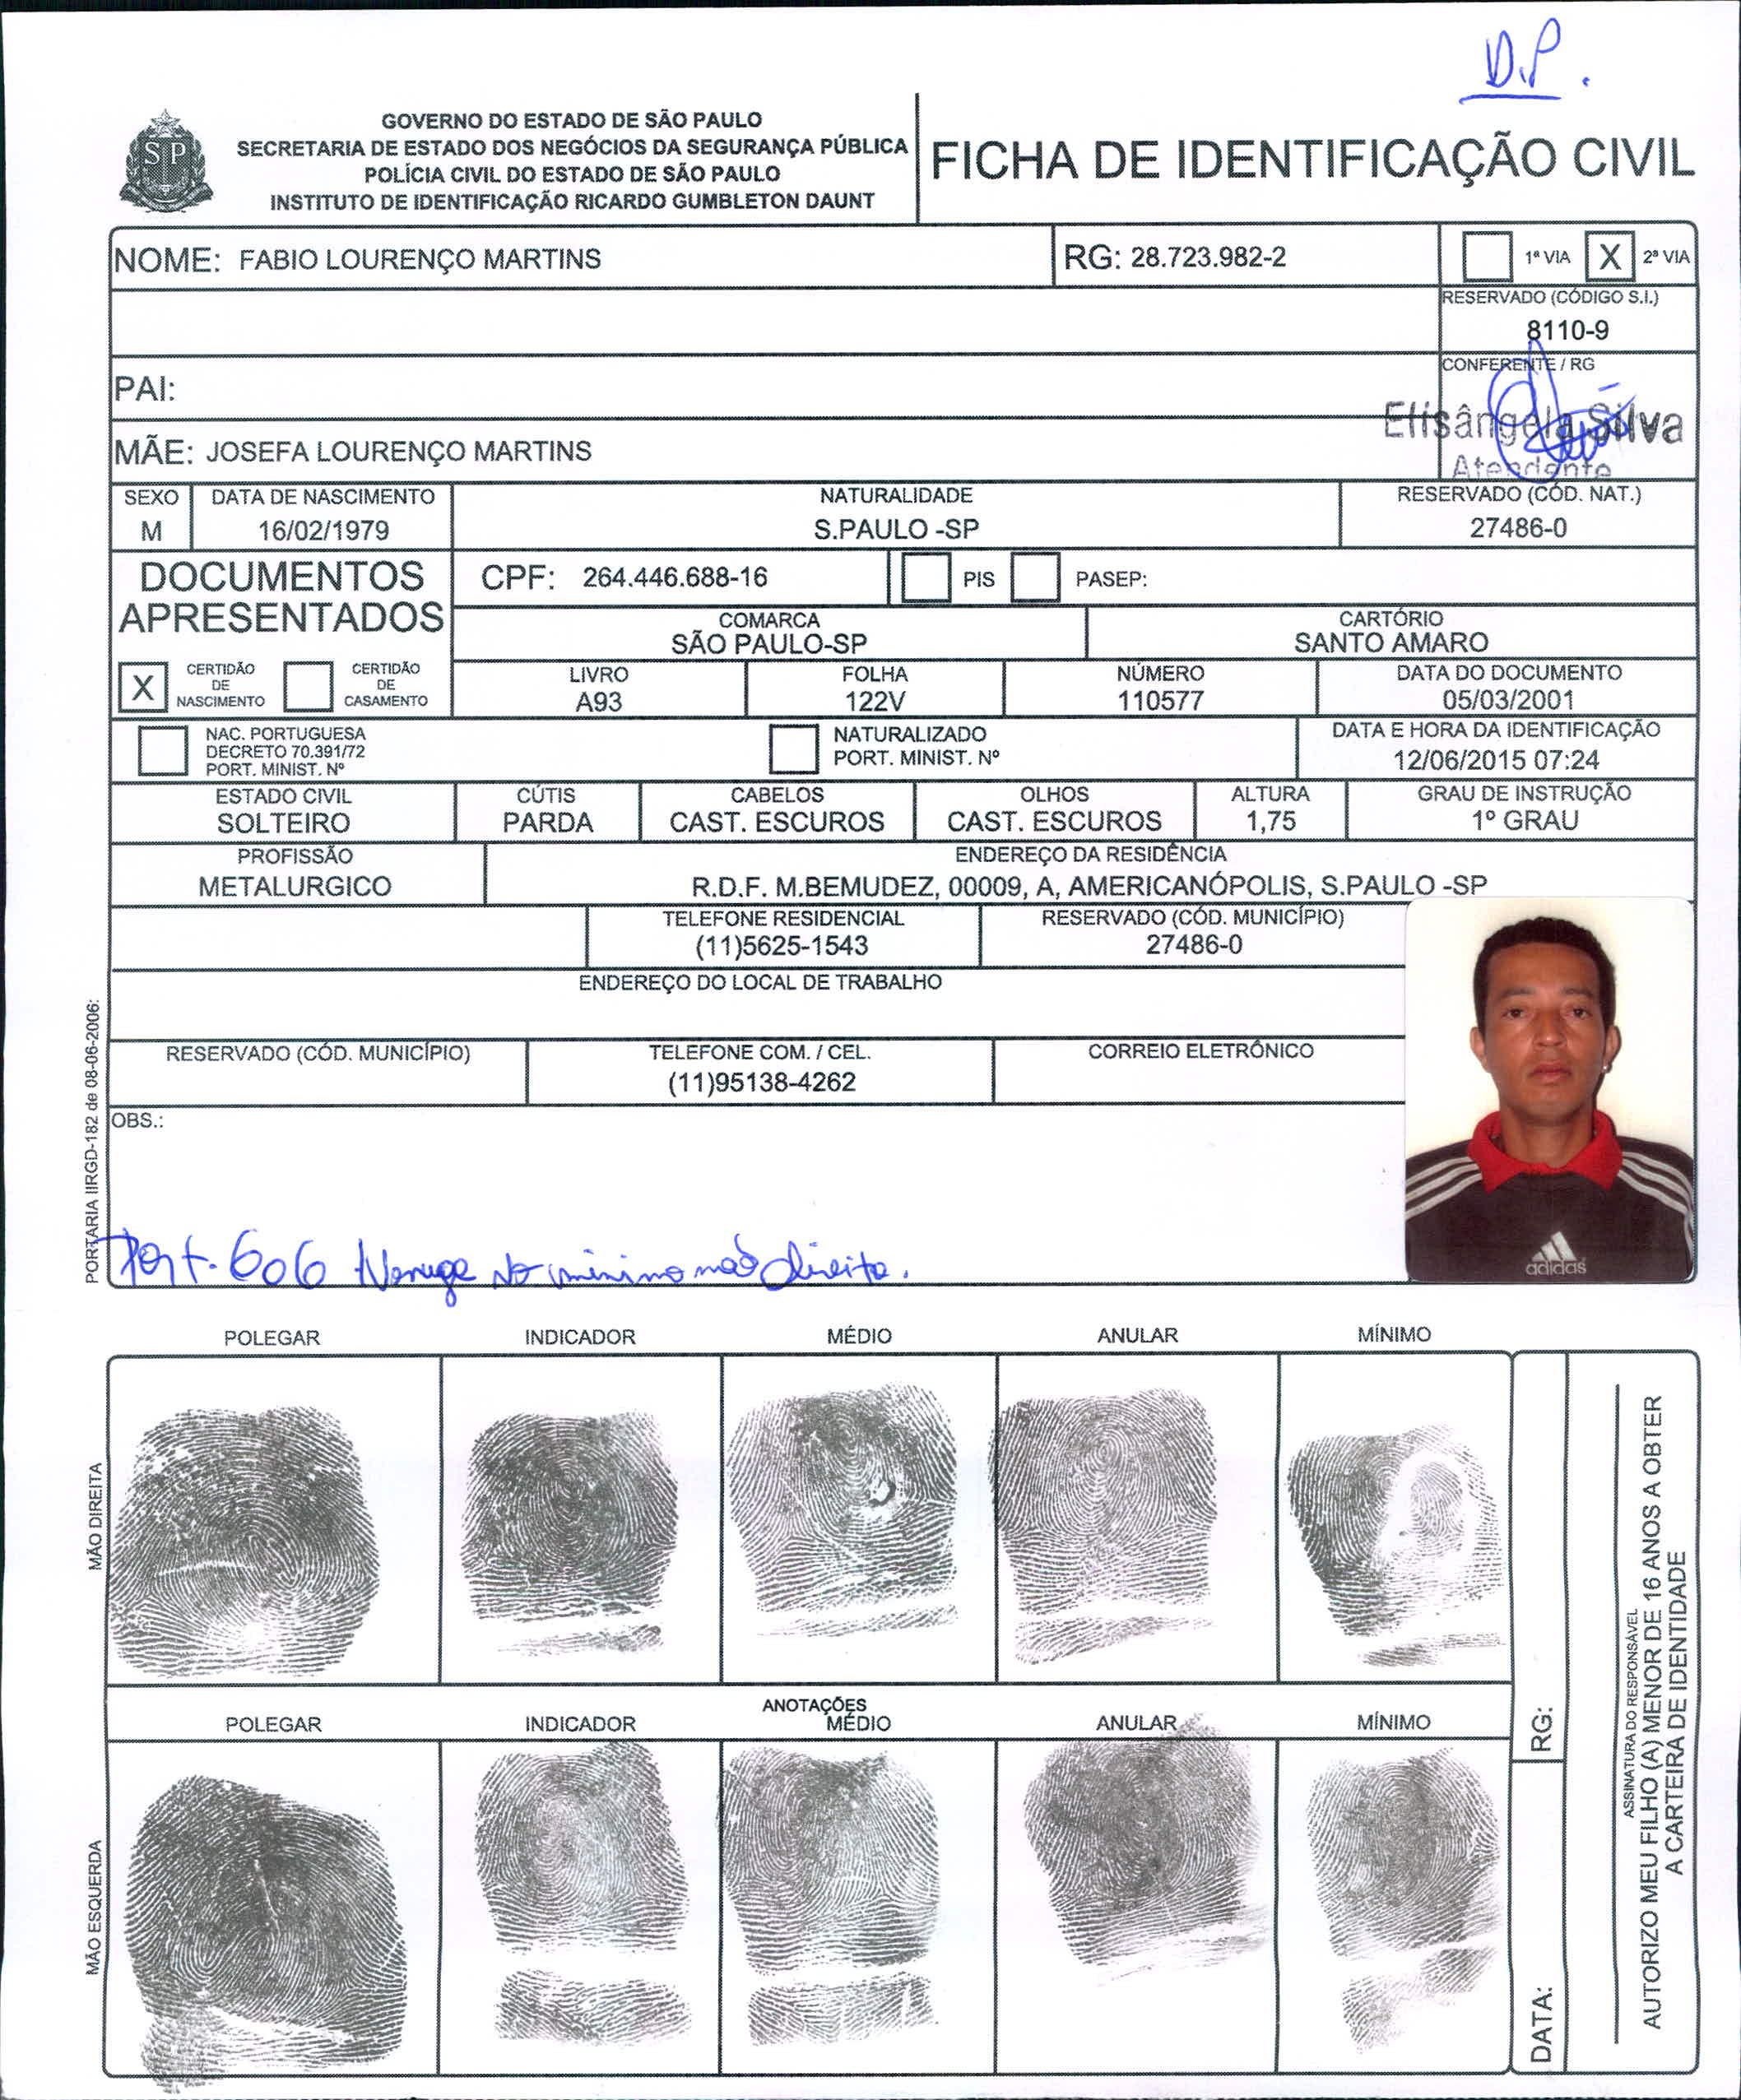 D.P.
GOVERNO DO ESTADO DE SÃO PAULO
SECRETARIA DE ESTADO DOS NEGÓCIOS DA SEGURANÇA PÚBLICA
POLÍCIA CIVIL DO ESTADO DE SÃO PAULO
INSTITUTO DE IDENTIFICAÇÃO RICARDO GUMBLETON DAUNT
SP
FICHA DE IDENTIFICAÇÃO CIVIL
NOME: FABIO LOURENÇO MARTINS
RG: 28.723.982-2
1ª VIA X 2ª VIA
RESERVADO (CÓDIGO S.I.)
8110-9
PAI:
CONFERENTE / RG
Elisângela Silva
Atendente
MÃE: JOSEFA LOURENÇO MARTINS
SEXO
M
DATA DE NASCIMENTO
16/02/1979
NATURALIDADE
S.PAULO -SP
RESERVADO (CÓD. NAT.)
27486-0
DOCUMENTOS
APRESENTADOS
CPF: 264.446.688-16
PIS
PASEP:
COMARCA
SÃO PAULO-SP
CARTÓRIO
SANTO AMARO
X
CERTIDÃO
DE
NASCIMENTO
CERTIDÃO
DE
CASAMENTO
LIVRO
A93
FOLHA
122V
NÚMERO
110577
DATA DO DOCUMENTO
05/03/2001
NAC. PORTUGUESA
DECRETO 70.391/72
PORT. MINIST. Nº
NATURALIZADO
PORT. MINIST. Nº
DATA E HORA DA IDENTIFICAÇÃO
12/06/2015 07:24
ESTADO CIVIL
SOLTEIRO
CÚTIS
PARDA
CABELOS
CAST. ESCUROS
OLHOS
CAST. ESCUROS
ALTURA
1,75
GRAU DE INSTRUÇÃO
1º GRAU
PROFISSÃO
METALURGICO
ENDEREÇO DA RESIDÊNCIA
R.D.F. M.BEMUDEZ, 00009, A, AMERICANÓPOLIS, S.PAULO -SP
TELEFONE RESIDENCIAL
(11)5625-1543
RESERVADO (CÓD. MUNICÍPIO)
27486-0
ENDEREÇO DO LOCAL DE TRABALHO
RESERVADO (CÓD. MUNICÍPIO)
TELEFONE COM. / CEL.
(11)95138-4262
CORREIO ELETRÔNICO
OBS.:
adidas
Port. 606 Verruga no minimo mão direita.
PORTARIA IIRGD-182 de 08-06-2006:
POLEGAR INDICADOR MÉDIO ANULAR MÍNIMO
MÃO DIREITA
ANOTAÇÕES
POLEGAR INDICADOR MÉDIO ANULAR MÍNIMO
MÃO ESQUERDA
RG:
DATA:
ASSINATURA DO RESPONSÁVEL
AUTORIZO MEU FILHO (A) MENOR DE 16 ANOS A OBTER
A CARTEIRA DE IDENTIDADE